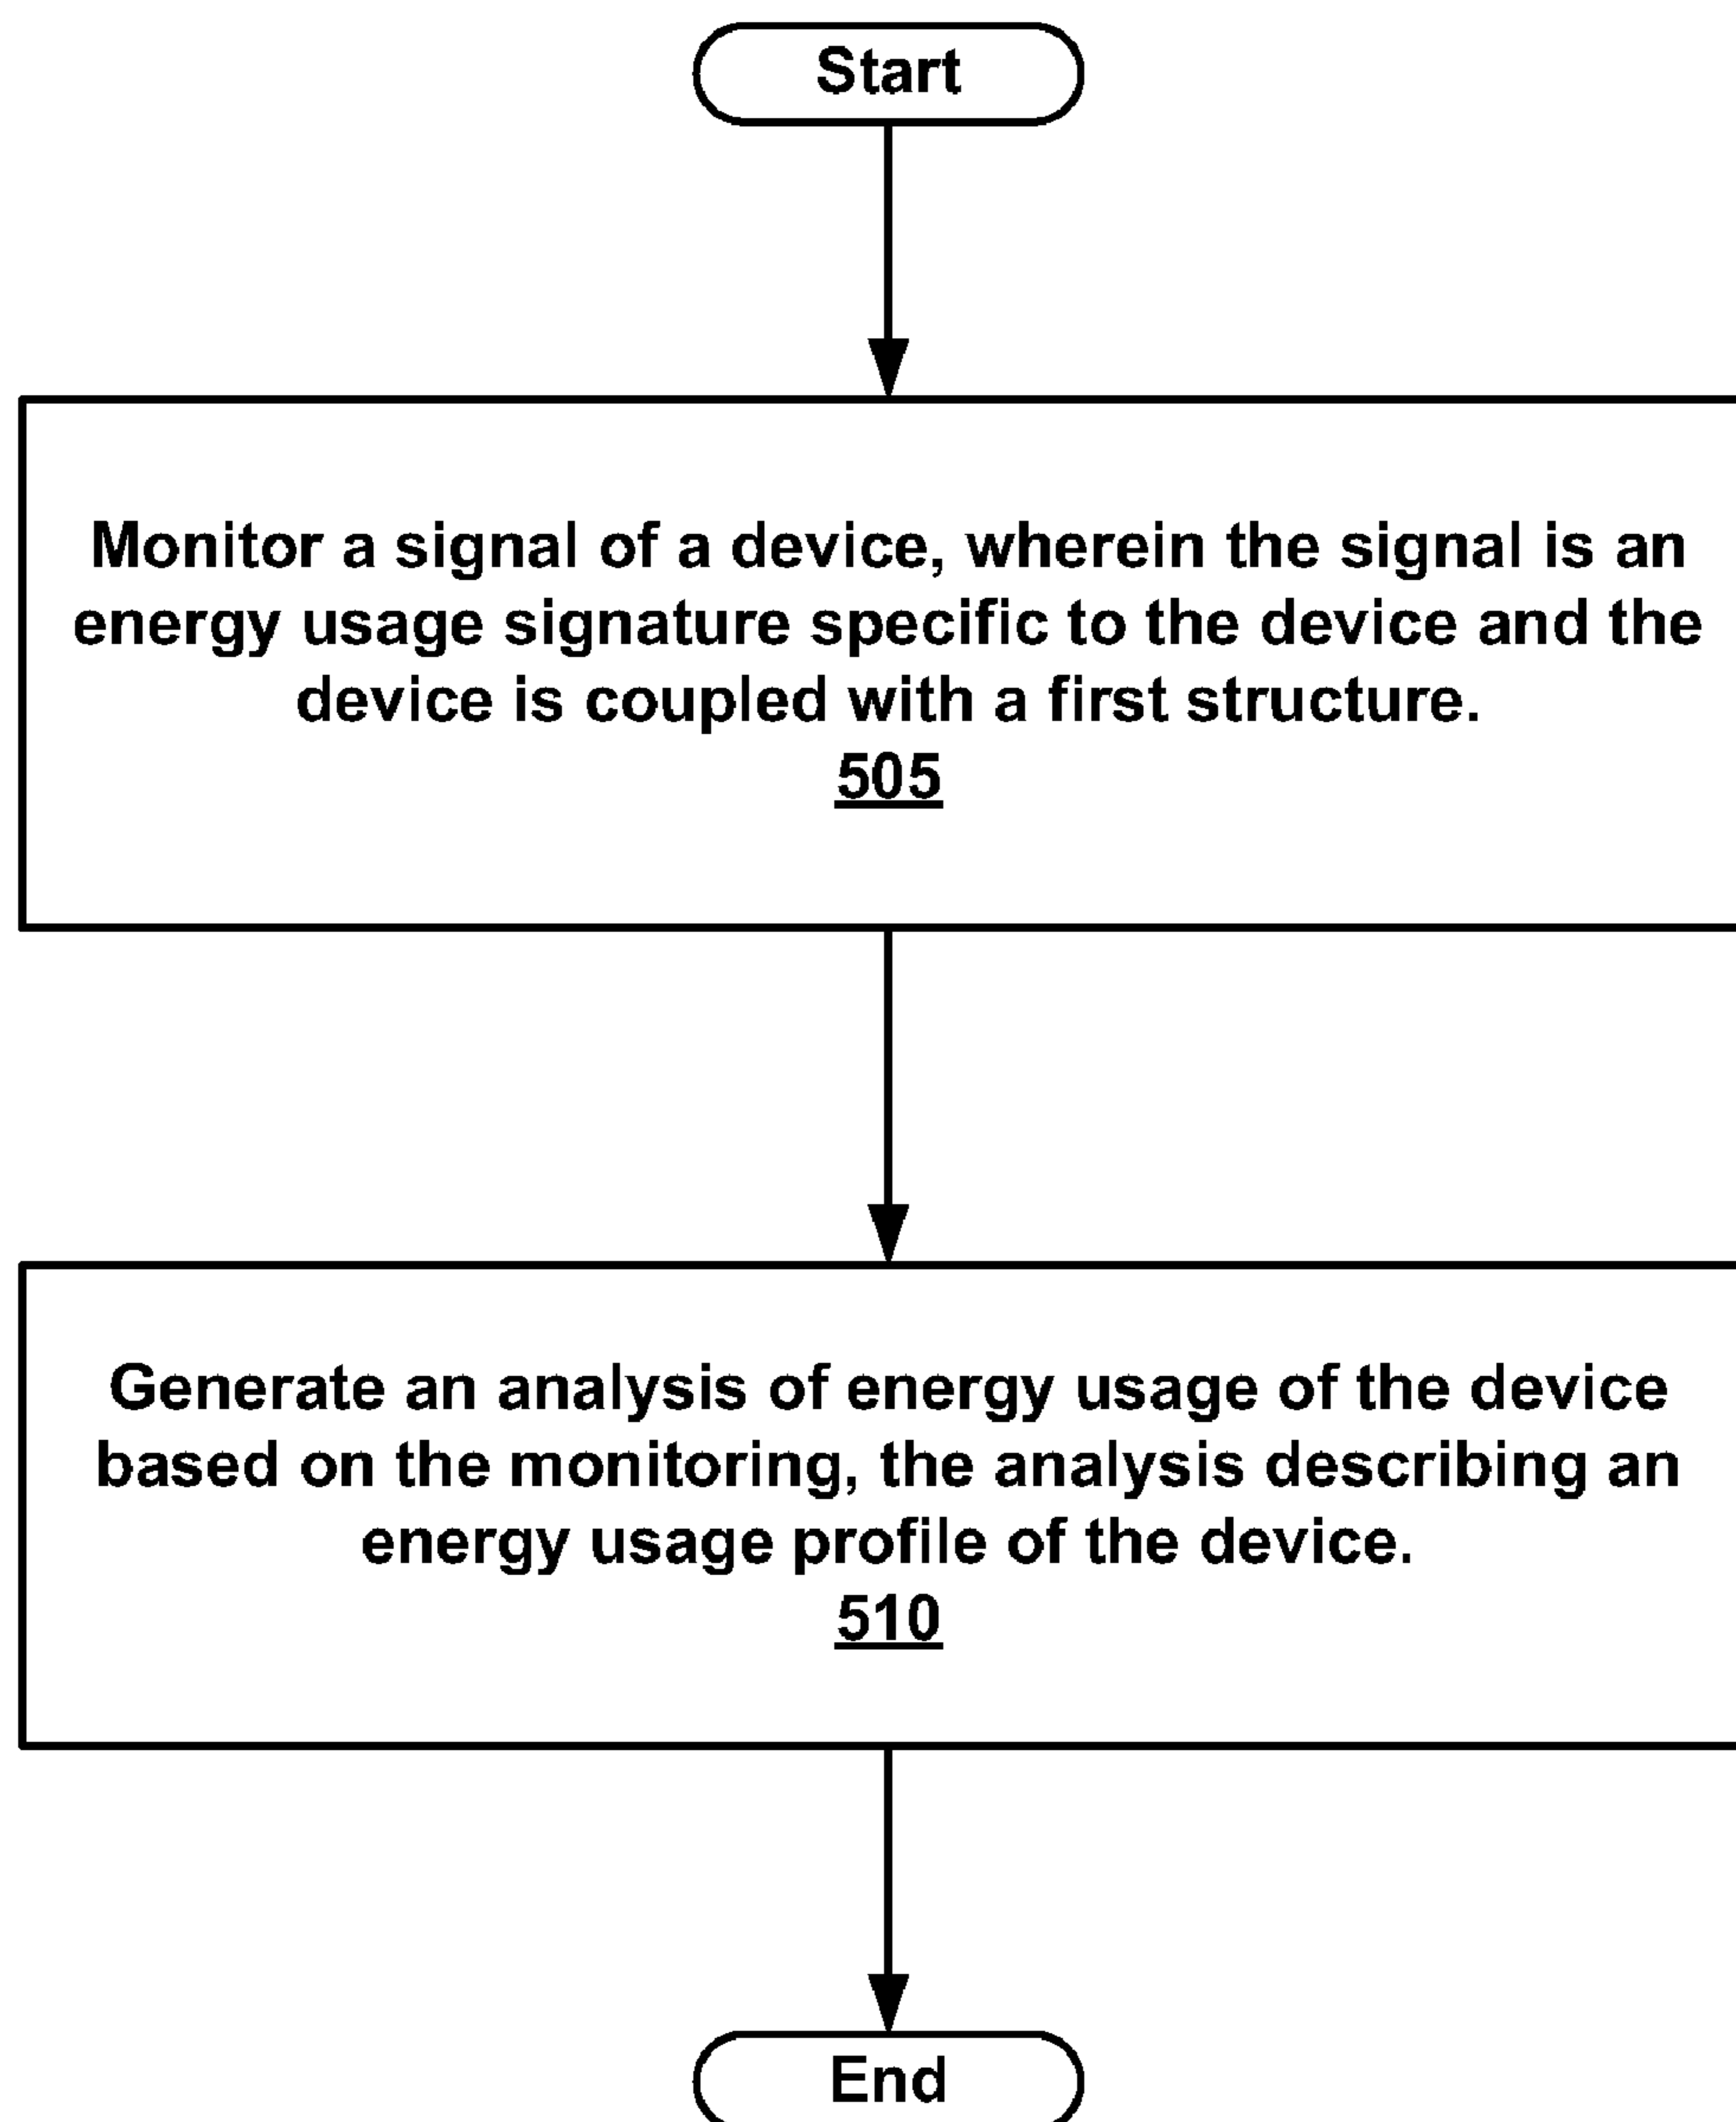 Start
Monitor a signal of a device, wherein the signal is an
energy usage signature specific to the device and the
device is coupled with a first structure.
505
Generate an analysis of energy usage of the device
based on the monitoring, the analysis describing an
energy usage profile of the device.
510
End